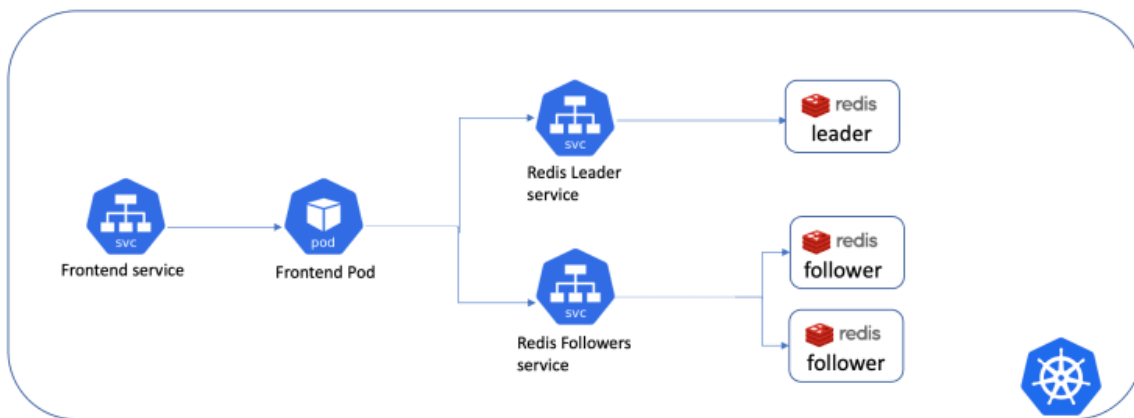 svc
Frontend service
pod
Frontend Pod
svc
Redis Leader
service
redis
leader
svc
Redis Followers
service
redis
follower
redis
follower